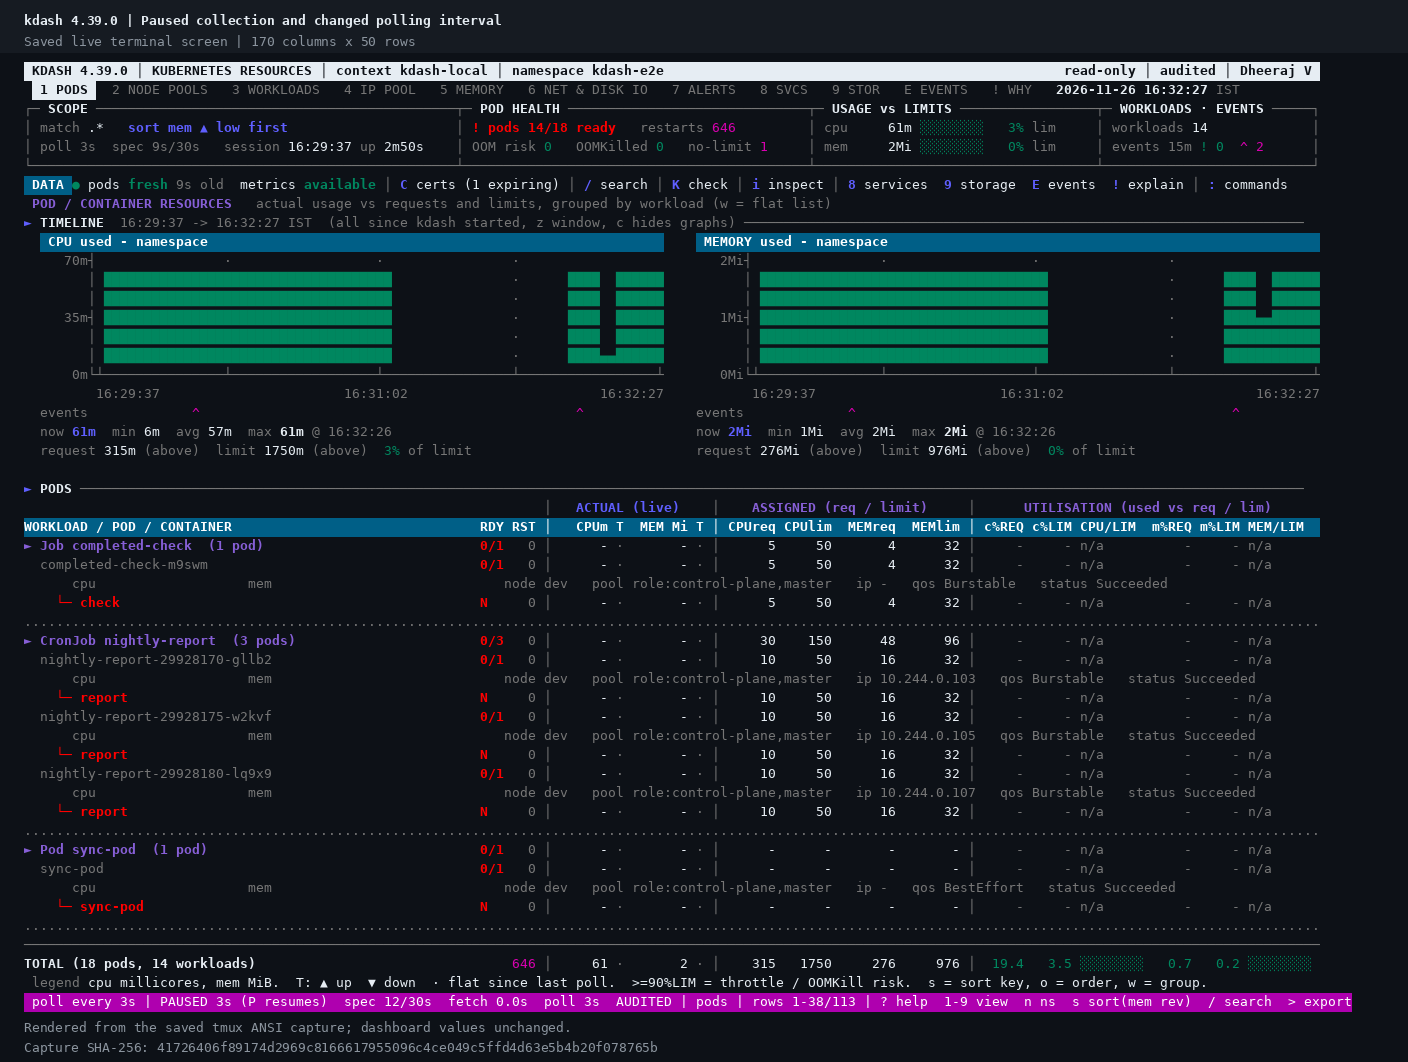 kdash 4.39.0 | Paused collection and changed polling interval
Saved live terminal screen | 170 columns x 50 rows
KDASH 4.39.0 │ KUBERNETES RESOURCES │ context kdash-local │ namespace kdash-e2e read-only │ audited │ Dheeraj V
1 PODS 2 NODE POOLS 3 WORKLOADS 4 IP POOL 5 MEMORY 6 NET & DISK IO 7 ALERTS 8 SVCS 9 STOR E EVENTS ! WHY 2026-11-26 16:32:27 IST
SCOPE POD HEALTH USAGE vs LIMITS WORKLOADS · EVENTS
match .* sort mem ▲ low first │ ! pods 14/18 ready restarts 646 │ cpu 61m ░░░░░░░░ 3% lim │ workloads 14
poll 3s spec 9s/30s session 16:29:37 up 2m50s │ OOM risk 0 OOMKilled 0 no-limit 1 │ mem 2Mi ░░░░░░░░ 0% lim │ events 15m ! 0 ^ 2
DATA ● pods fresh 9s old metrics available │ C certs (1 expiring) │ / search │ K check │ i inspect │ 8 services 9 storage E events ! explain │ : commands
POD / CONTAINER RESOURCES actual usage vs requests and limits, grouped by workload (w = flat list)
► TIMELINE 16:29:37 -> 16:32:27 IST (all since kdash started, z window, c hides graphs)
CPU used - namespace MEMORY used - namespace
70m 2Mi
35m 1Mi
0m 0Mi
16:29:37 16:31:02 16:32:27 16:29:37 16:31:02 16:32:27
events ^ ^ events ^ ^
now 61m min 6m avg 57m max 61m @ 16:32:26 now 2Mi min 1Mi avg 2Mi max 2Mi @ 16:32:26
request 315m (above) limit 1750m (above) 3% of limit request 276Mi (above) limit 976Mi (above) 0% of limit
► PODS
│ ACTUAL (live) │ ASSIGNED (req / limit) │ UTILISATION (used vs req / lim)
WORKLOAD / POD / CONTAINER RDY RST │ CPUm T MEM Mi T │ CPUreq CPUlim MEMreq MEMlim │ c%REQ c%LIM CPU/LIM m%REQ m%LIM MEM/LIM
► Job completed-check (1 pod) 0/1 0 │ - · - · │ 5 50 4 32 │ - - n/a - - n/a
completed-check-m9swm 0/1 0 │ - · - · │ 5 50 4 32 │ - - n/a - - n/a
cpu mem node dev pool role:control-plane,master ip - qos Burstable status Succeeded
└─ check N 0 │ - · - · │ 5 50 4 32 │ - - n/a - - n/a
► CronJob nightly-report (3 pods) 0/3 0 │ - · - · │ 30 150 48 96 │ - - n/a - - n/a
nightly-report-29928170-gllb2 0/1 0 │ - · - · │ 10 50 16 32 │ - - n/a - - n/a
cpu mem node dev pool role:control-plane,master ip 10.244.0.103 qos Burstable status Succeeded
└─ report N 0 │ - · - · │ 10 50 16 32 │ - - n/a - - n/a
nightly-report-29928175-w2kvf 0/1 0 │ - · - · │ 10 50 16 32 │ - - n/a - - n/a
cpu mem node dev pool role:control-plane,master ip 10.244.0.105 qos Burstable status Succeeded
└─ report N 0 │ - · - · │ 10 50 16 32 │ - - n/a - - n/a
nightly-report-29928180-lq9x9 0/1 0 │ - · - · │ 10 50 16 32 │ - - n/a - - n/a
cpu mem node dev pool role:control-plane,master ip 10.244.0.107 qos Burstable status Succeeded
└─ report N 0 │ - · - · │ 10 50 16 32 │ - - n/a - - n/a
► Pod sync-pod (1 pod) 0/1 0 │ - · - · │ - - - - │ - - n/a - - n/a
sync-pod 0/1 0 │ - · - · │ - - - - │ - - n/a - - n/a
cpu mem node dev pool role:control-plane,master ip - qos BestEffort status Succeeded
└─ sync-pod N 0 │ - · - · │ - - - - │ - - n/a - - n/a
TOTAL (18 pods, 14 workloads) 646 │ 61 · 2 · │ 315 1750 276 976 │ 19.4 3.5 ░░░░░░░░ 0.7 0.2 ░░░░░░░░
legend cpu millicores, mem MiB. T: ▲ up ▼ down · flat since last poll. >=90%LIM = throttle / OOMKill risk. s = sort key, o = order, w = group.
poll every 3s | PAUSED 3s (P resumes) spec 12/30s fetch 0.0s poll 3s AUDITED | pods | rows 1-38/113 | ? help 1-9 view n ns s sort(mem rev) / search > export
Rendered from the saved tmux ANSI capture; dashboard values unchanged.
Capture SHA-256: 41726406f89174d2969c8166617955096c4ce049c5ffd4d63e5b4b20f078765b